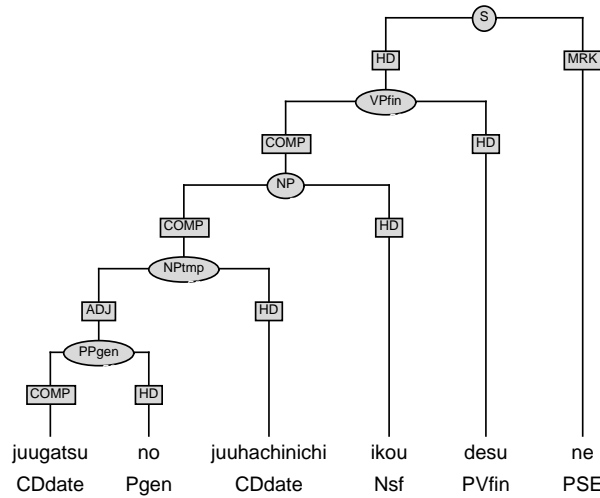 S
HD MRK
VPfin
COMP HD
NP
COMP HD
NPtmp
ADJ HD
PPgen
COMP HD
juugatsu no juuhachinichi ikou desu ne
CDdate Pgen CDdate Nsf PVfin PSE